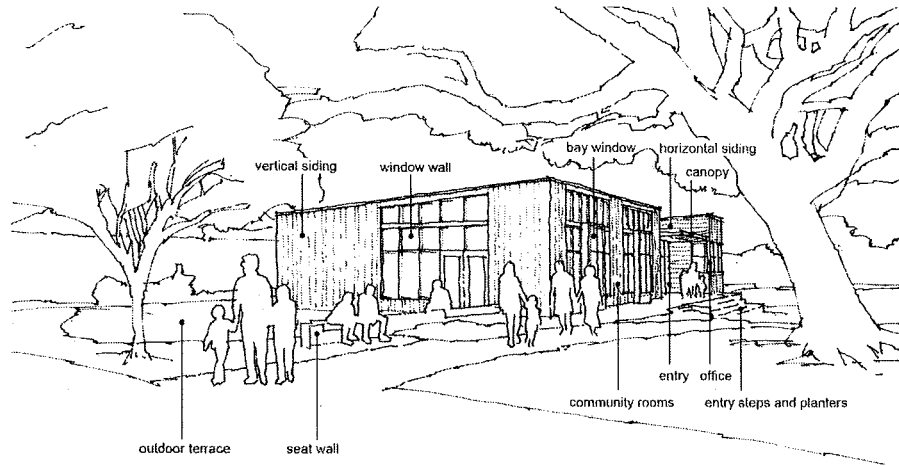 bay window
horizontal siding
vertical siding
window wall
canopy
entry
office
community rooms
entry steps and planters
outdoor terrace
seat wall